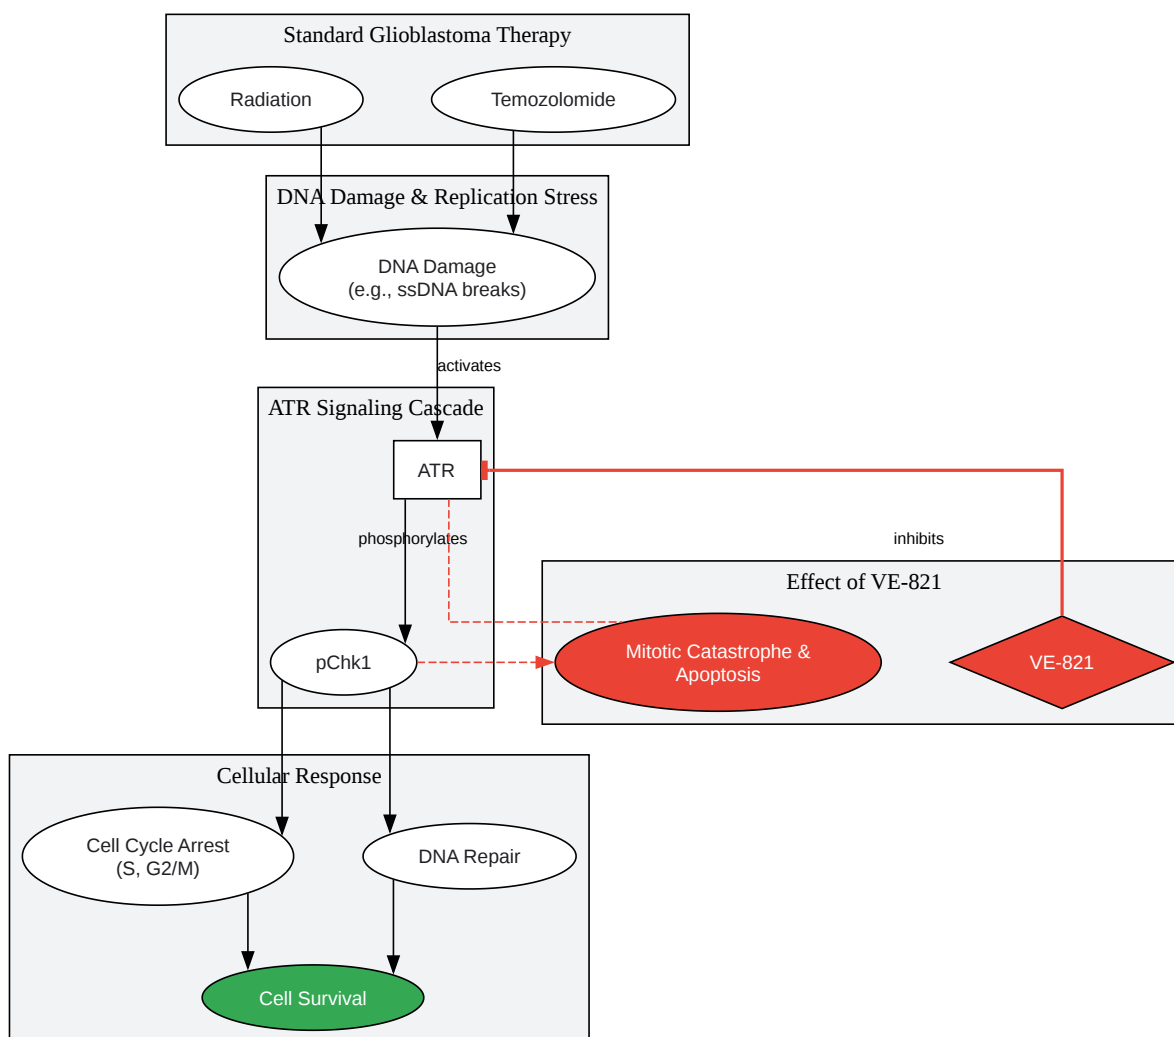 Standard Glioblastoma Therapy
Radiation
Temozolomide
DNA Damage & Replication Stress
DNA Damage
(e.g., ssDNA breaks)
activates
ATR Signaling Cascade
ATR
phosphorylates
inhibits
Effect of VE-821
pChk1
Mitotic Catastrophe &
Apoptosis
VE-821
Cellular Response
Cell Cycle Arrest
(S, G2/M)
DNA Repair
Cell Survival